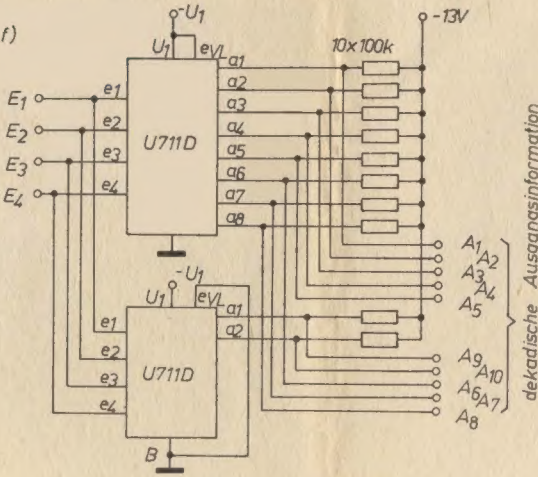 f)
-U1
-13V
U1
eVL
a1
10x100k
E1
e1
a2
E2
e2
a3
U711D
a4
E3
e3
a5
E4
e4
a6
a7
a8
A1
A2
A3
A4
A5
-U1
U1
eVL
a1
e1
a2
e2
A9
U711D
A10
e3
A6
A7
e4
A8
B
dekadische Ausgangsinformation